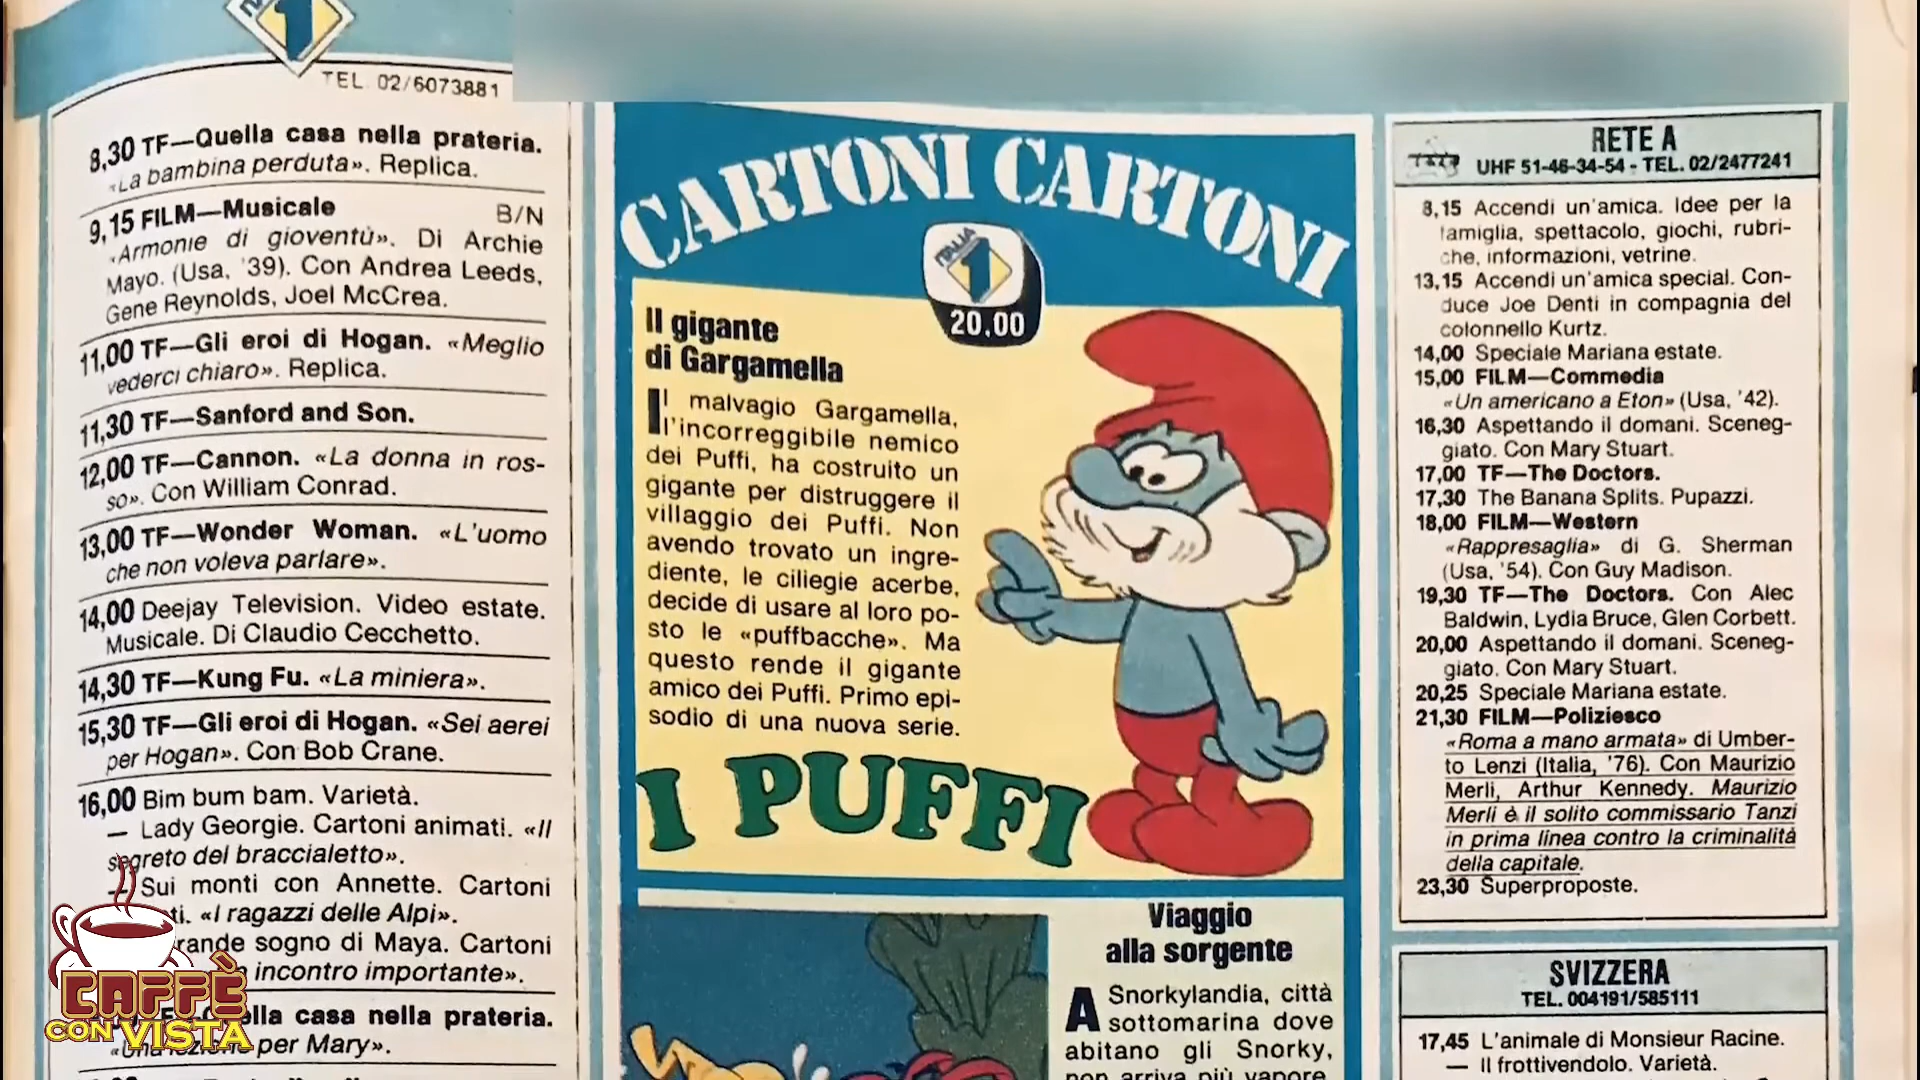 ITALIA 1
TEL. 02/6073881
8,30 TF—Quella casa nella prateria.
«La bambina perduta». Replica.
9,15 FILM—Musicale B/N
«Armonie di gioventù». Di Archie
Mayo. (Usa, '39). Con Andrea Leeds,
Gene Reynolds, Joel McCrea.
11,00 TF—Gli eroi di Hogan. «Meglio
vederci chiaro». Replica.
11,30 TF—Sanford and Son.
12,00 TF—Cannon. «La donna in ros-
so». Con William Conrad.
13,00 TF—Wonder Woman. «L'uomo
che non voleva parlare».
14,00 Deejay Television. Video estate.
Musicale. Di Claudio Cecchetto.
14,30 TF—Kung Fu. «La miniera».
15,30 TF—Gli eroi di Hogan. «Sei aerei
per Hogan». Con Bob Crane.
16,00 Bim bum bam. Varietà.
— Lady Georgie. Cartoni animati. «Il
segreto del braccialetto».
— Sui monti con Annette. Cartoni
ti. «I ragazzi delle Alpi».
rande sogno di Maya. Cartoni
incontro importante».
ella casa nella prateria.
per Mary».
CAFFÈ
CON VISTA
CARTONI CARTONI
ITALIA 1
20.00
Il gigante
di Gargamella
Il malvagio Gargamella,
l'incorreggibile nemico
dei Puffi, ha costruito un
gigante per distruggere il
villaggio dei Puffi. Non
avendo trovato un ingre-
diente, le ciliegie acerbe,
decide di usare al loro po-
sto le «puffbacche». Ma
questo rende il gigante
amico dei Puffi. Primo epi-
sodio di una nuova serie.
I PUFFI
Viaggio
alla sorgente
A Snorkylandia, città
sottomarina dove
abitano gli Snorky,
non arriva più vapore.
RETE A
UHF 51-46-34-54 - TEL. 02/2477241
8,15 Accendi un'amica. Idee per la
famiglia, spettacolo, giochi, rubri-
che, informazioni, vetrine.
13,15 Accendi un'amica special. Con-
duce Joe Denti in compagnia del
colonnello Kurtz.
14,00 Speciale Mariana estate.
15,00 FILM—Commedia
«Un americano a Eton» (Usa, '42).
16,30 Aspettando il domani. Sceneg-
giato. Con Mary Stuart.
17,00 TF—The Doctors.
17,30 The Banana Splits. Pupazzi.
18,00 FILM—Western
«Rappresaglia» di G. Sherman
(Usa, '54). Con Guy Madison.
19,30 TF—The Doctors. Con Alec
Baldwin, Lydia Bruce, Glen Corbett.
20,00 Aspettando il domani. Sceneg-
giato. Con Mary Stuart.
20,25 Speciale Mariana estate.
21,30 FILM—Poliziesco
«Roma a mano armata» di Umber-
to Lenzi (Italia, '76). Con Maurizio
Merli, Arthur Kennedy. Maurizio
Merli è il solito commissario Tanzi
in prima linea contro la criminalità
della capitale.
23,30 Superproposte.
SVIZZERA
TEL. 004191/585111
17,45 L'animale di Monsieur Racine.
— Il frottivendolo. Varietà.